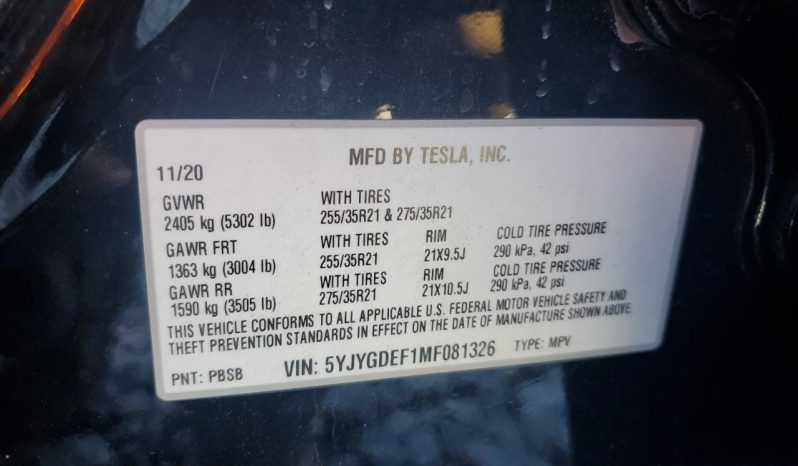 MFD BY TESLA, INC.
11/20
GVWR WITH TIRES
2405 kg (5302 lb) 255/35R21 & 275/35R21
GAWR FRT WITH TIRES RIM COLD TIRE PRESSURE
1363 kg (3004 lb) 255/35R21 21X9.5J 290 kPa, 42 psi
GAWR RR WITH TIRES RIM COLD TIRE PRESSURE
1590 kg (3505 lb) 275/35R21 21X10.5J 290 kPa, 42 psi
THIS VEHICLE CONFORMS TO ALL APPLICABLE U.S. FEDERAL MOTOR VEHICLE SAFETY AND
THEFT PREVENTION STANDARDS IN EFFECT ON THE DATE OF MANUFACTURE SHOWN ABOVE.
PNT: PBSB VIN: 5YJYGDEF1MF081326 TYPE: MPV